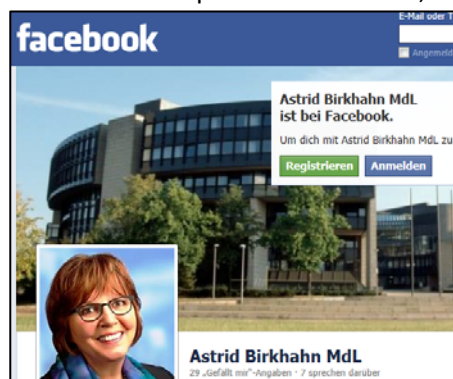 E-Mail oder T
facebook
Angemeld
Astrid Birkhahn MdL
ist bei Facebook.
Um dich mit Astrid Birkhahn MdL zu
Registrieren Anmelden
Astrid Birkhahn MdL
29 „Gefällt mir“-Angaben · 7 sprechen darüber